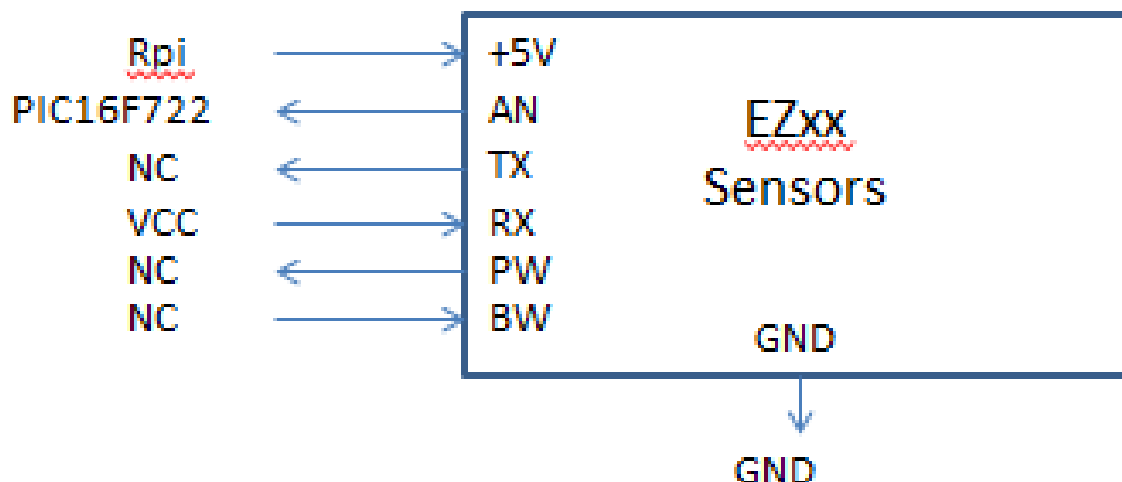 Rpi +5V
PIC16F722 AN
NC TX
VCC RX
NC PW
NC BW
EZxx
Sensors
GND
GND